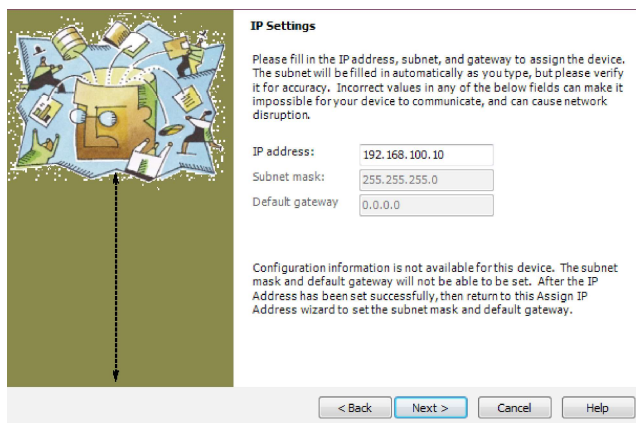 IP Settings
Please fill in the IP address, subnet, and gateway to assign the device.
The subnet will be filled in automatically as you type, but please verify
it for accuracy. Incorrect values in any of the below fields can make it
impossible for your device to communicate, and can cause network
disruption.
IP address: 192.168.100.10
Subnet mask: 255.255.255.0
Default gateway 0.0.0.0
Configuration information is not available for this device. The subnet
mask and default gateway will not be able to be set. After the IP
Address has been set successfully, then return to this Assign IP
Address wizard to set the subnet mask and default gateway.
< Back Next > Cancel Help